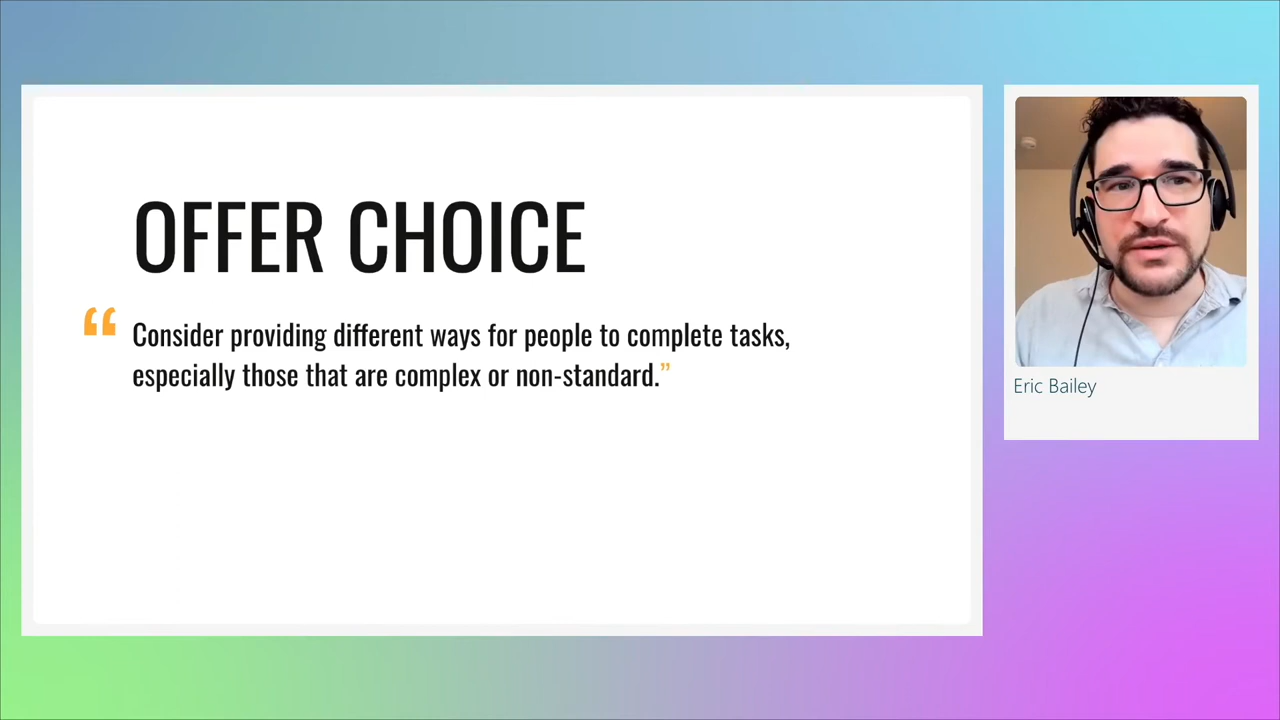 OFFER CHOICE
“ Consider providing different ways for people to complete tasks,
especially those that are complex or non-standard.”
Eric Bailey